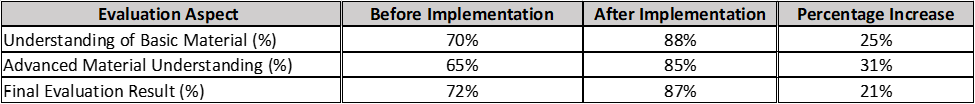 Evaluation Aspect Before Implementation After Implementation Percentage Increase
Understanding of Basic Material (%) 70% 88% 25%
Advanced Material Understanding (%) 65% 85% 31%
Final Evaluation Result (%) 72% 87% 21%